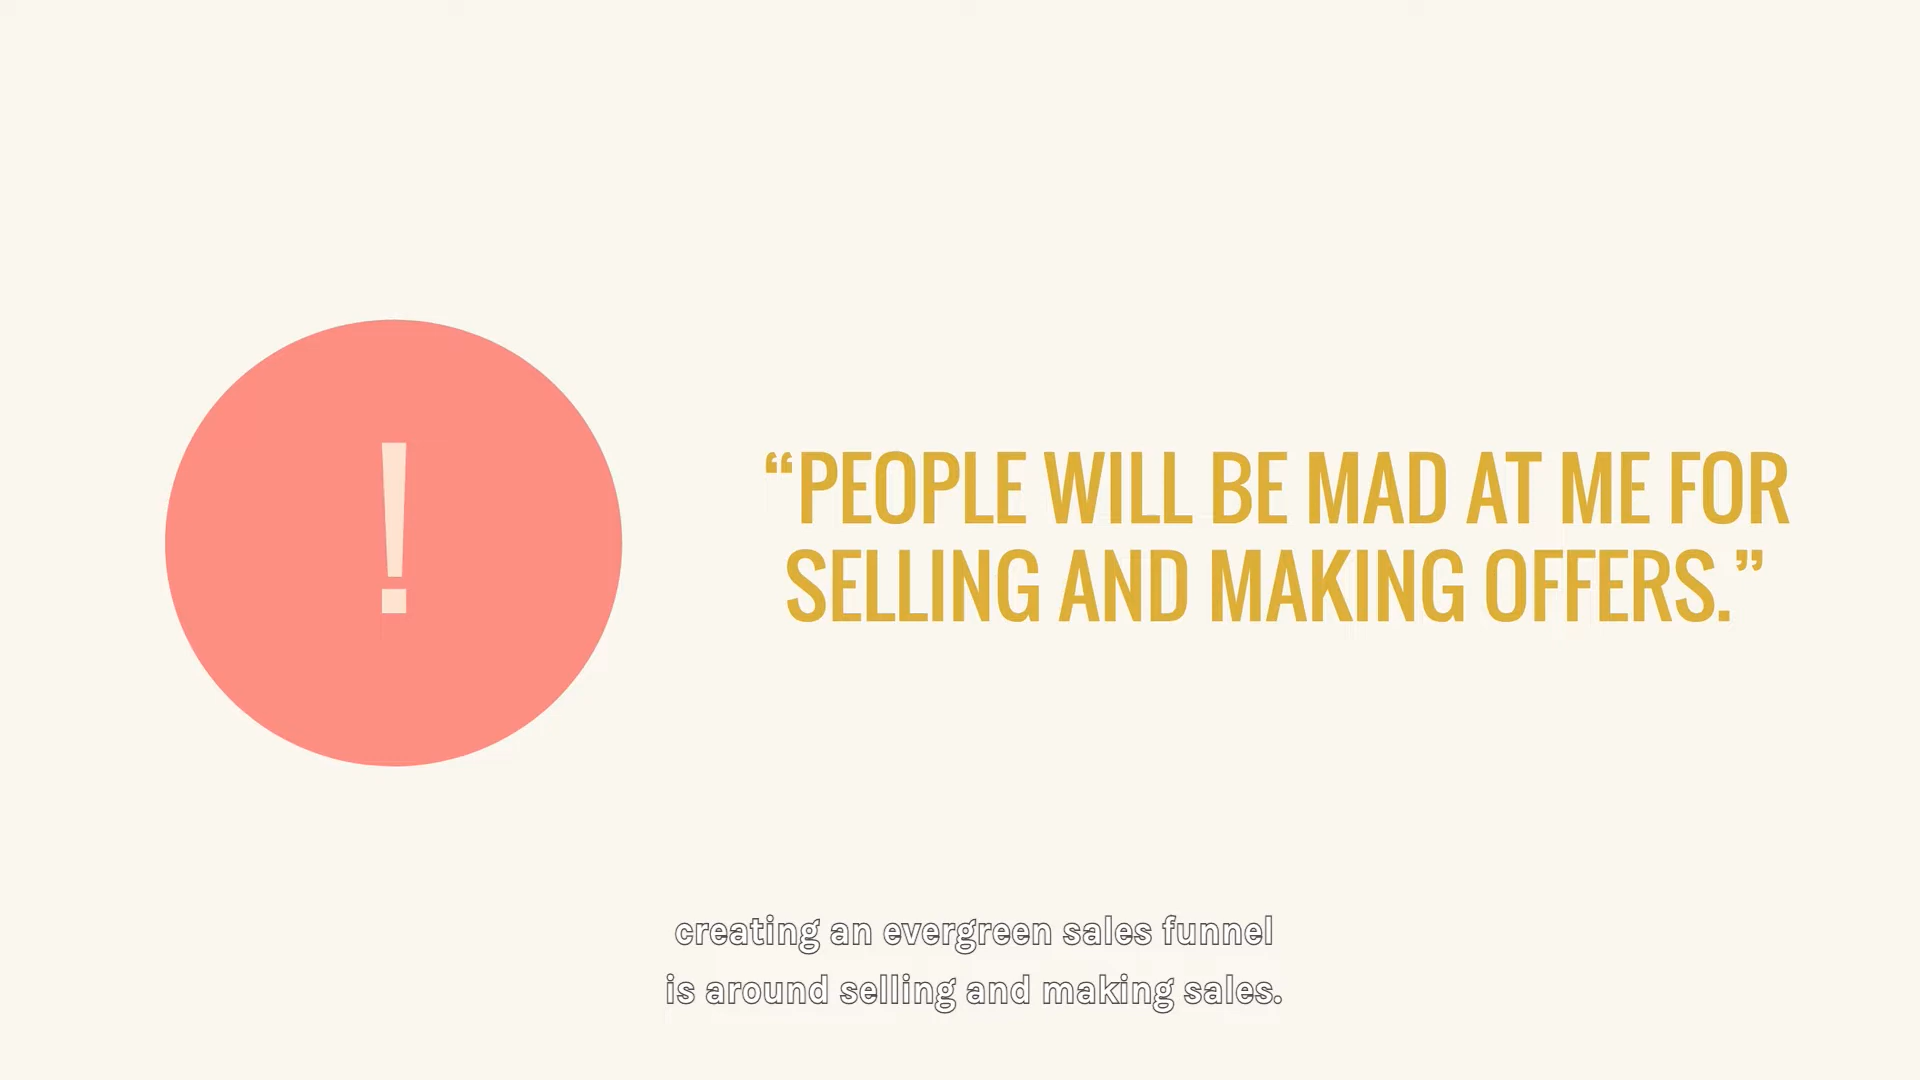 !
“PEOPLE WILL BE MAD AT ME FOR
SELLING AND MAKING OFFERS.”
creating an evergreen sales funnel
is around selling and making sales.